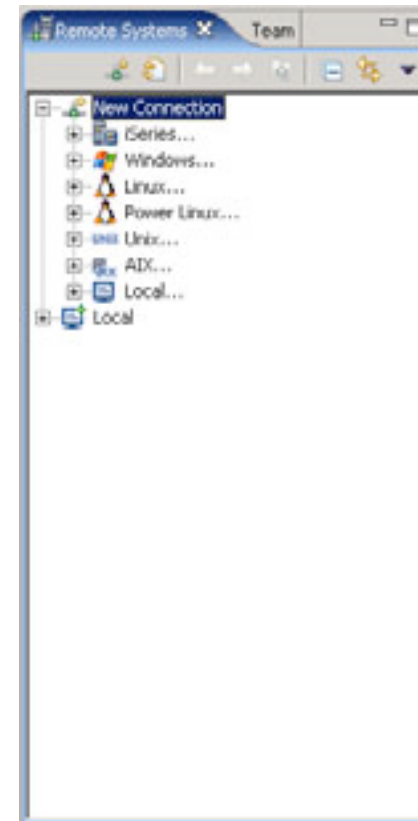 Remote Systems Team
New Connection
iSeries...
Windows...
Linux...
Power Linux...
UNIX Unix...
AIX...
Local...
Local